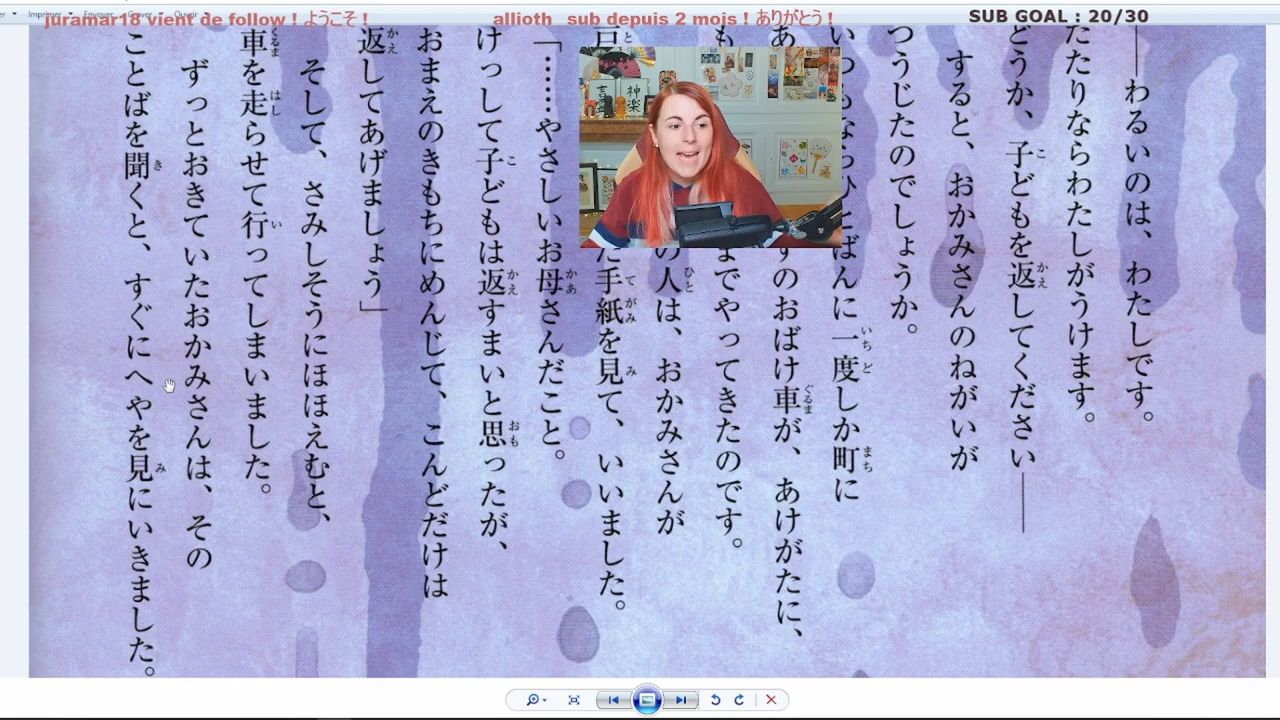 juramar18 vient de follow ! ようこそ !
allioth sub depuis 2 mois ! ありがとう !
SUB GOAL : 20/30
――わるいのは、わたしです。
たたりならわたしがうけます。
どうか、子どもを返してください――
すると、おかみさんのねがいが
つうじたのでしょうか。
ばんに一度しか町に
のおばけ車が、あけがたに、
までやってきたのです。
の人は、おかみさんが
手紙を見て、いいました。
「……やさしいお母さんだこと。
けっして子どもは返すまいと思ったが、
おまえのきもちにめんじて、こんどだけは
返してあげましょう」
そして、さみしそうにほほえむと、
車を走らせて行ってしまいました。
ずっとおきていたおかみさんは、その
ことばを聞くと、すぐにへやを見にいきました。
喜
神楽